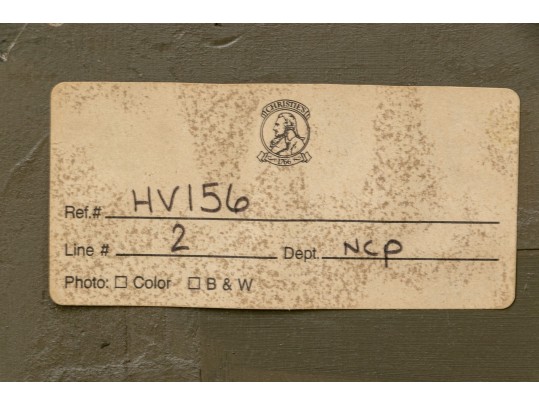 CHRISTIE'S
1766
Ref.# HV156
Line # 2 Dept. NCP
Photo: ☐ Color ☐ B & W